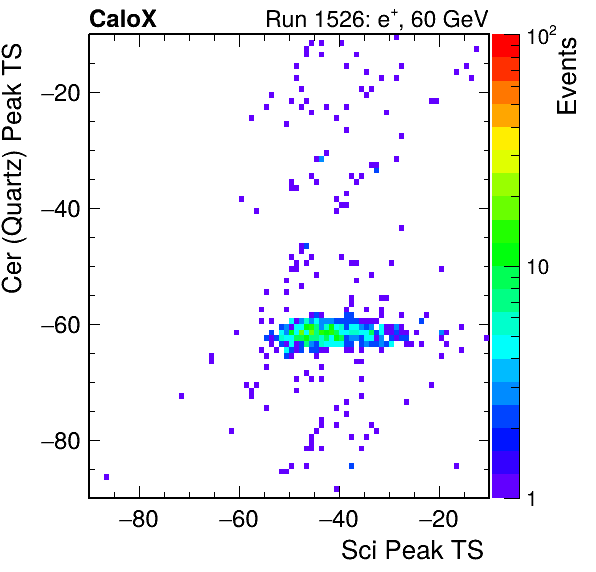 CaloX Run 1526: e⁺, 60 GeV
Cer (Quartz) Peak TS
−20
−40
−60
−80
−80 −60 −40 −20
Sci Peak TS
10²
10
1
Events